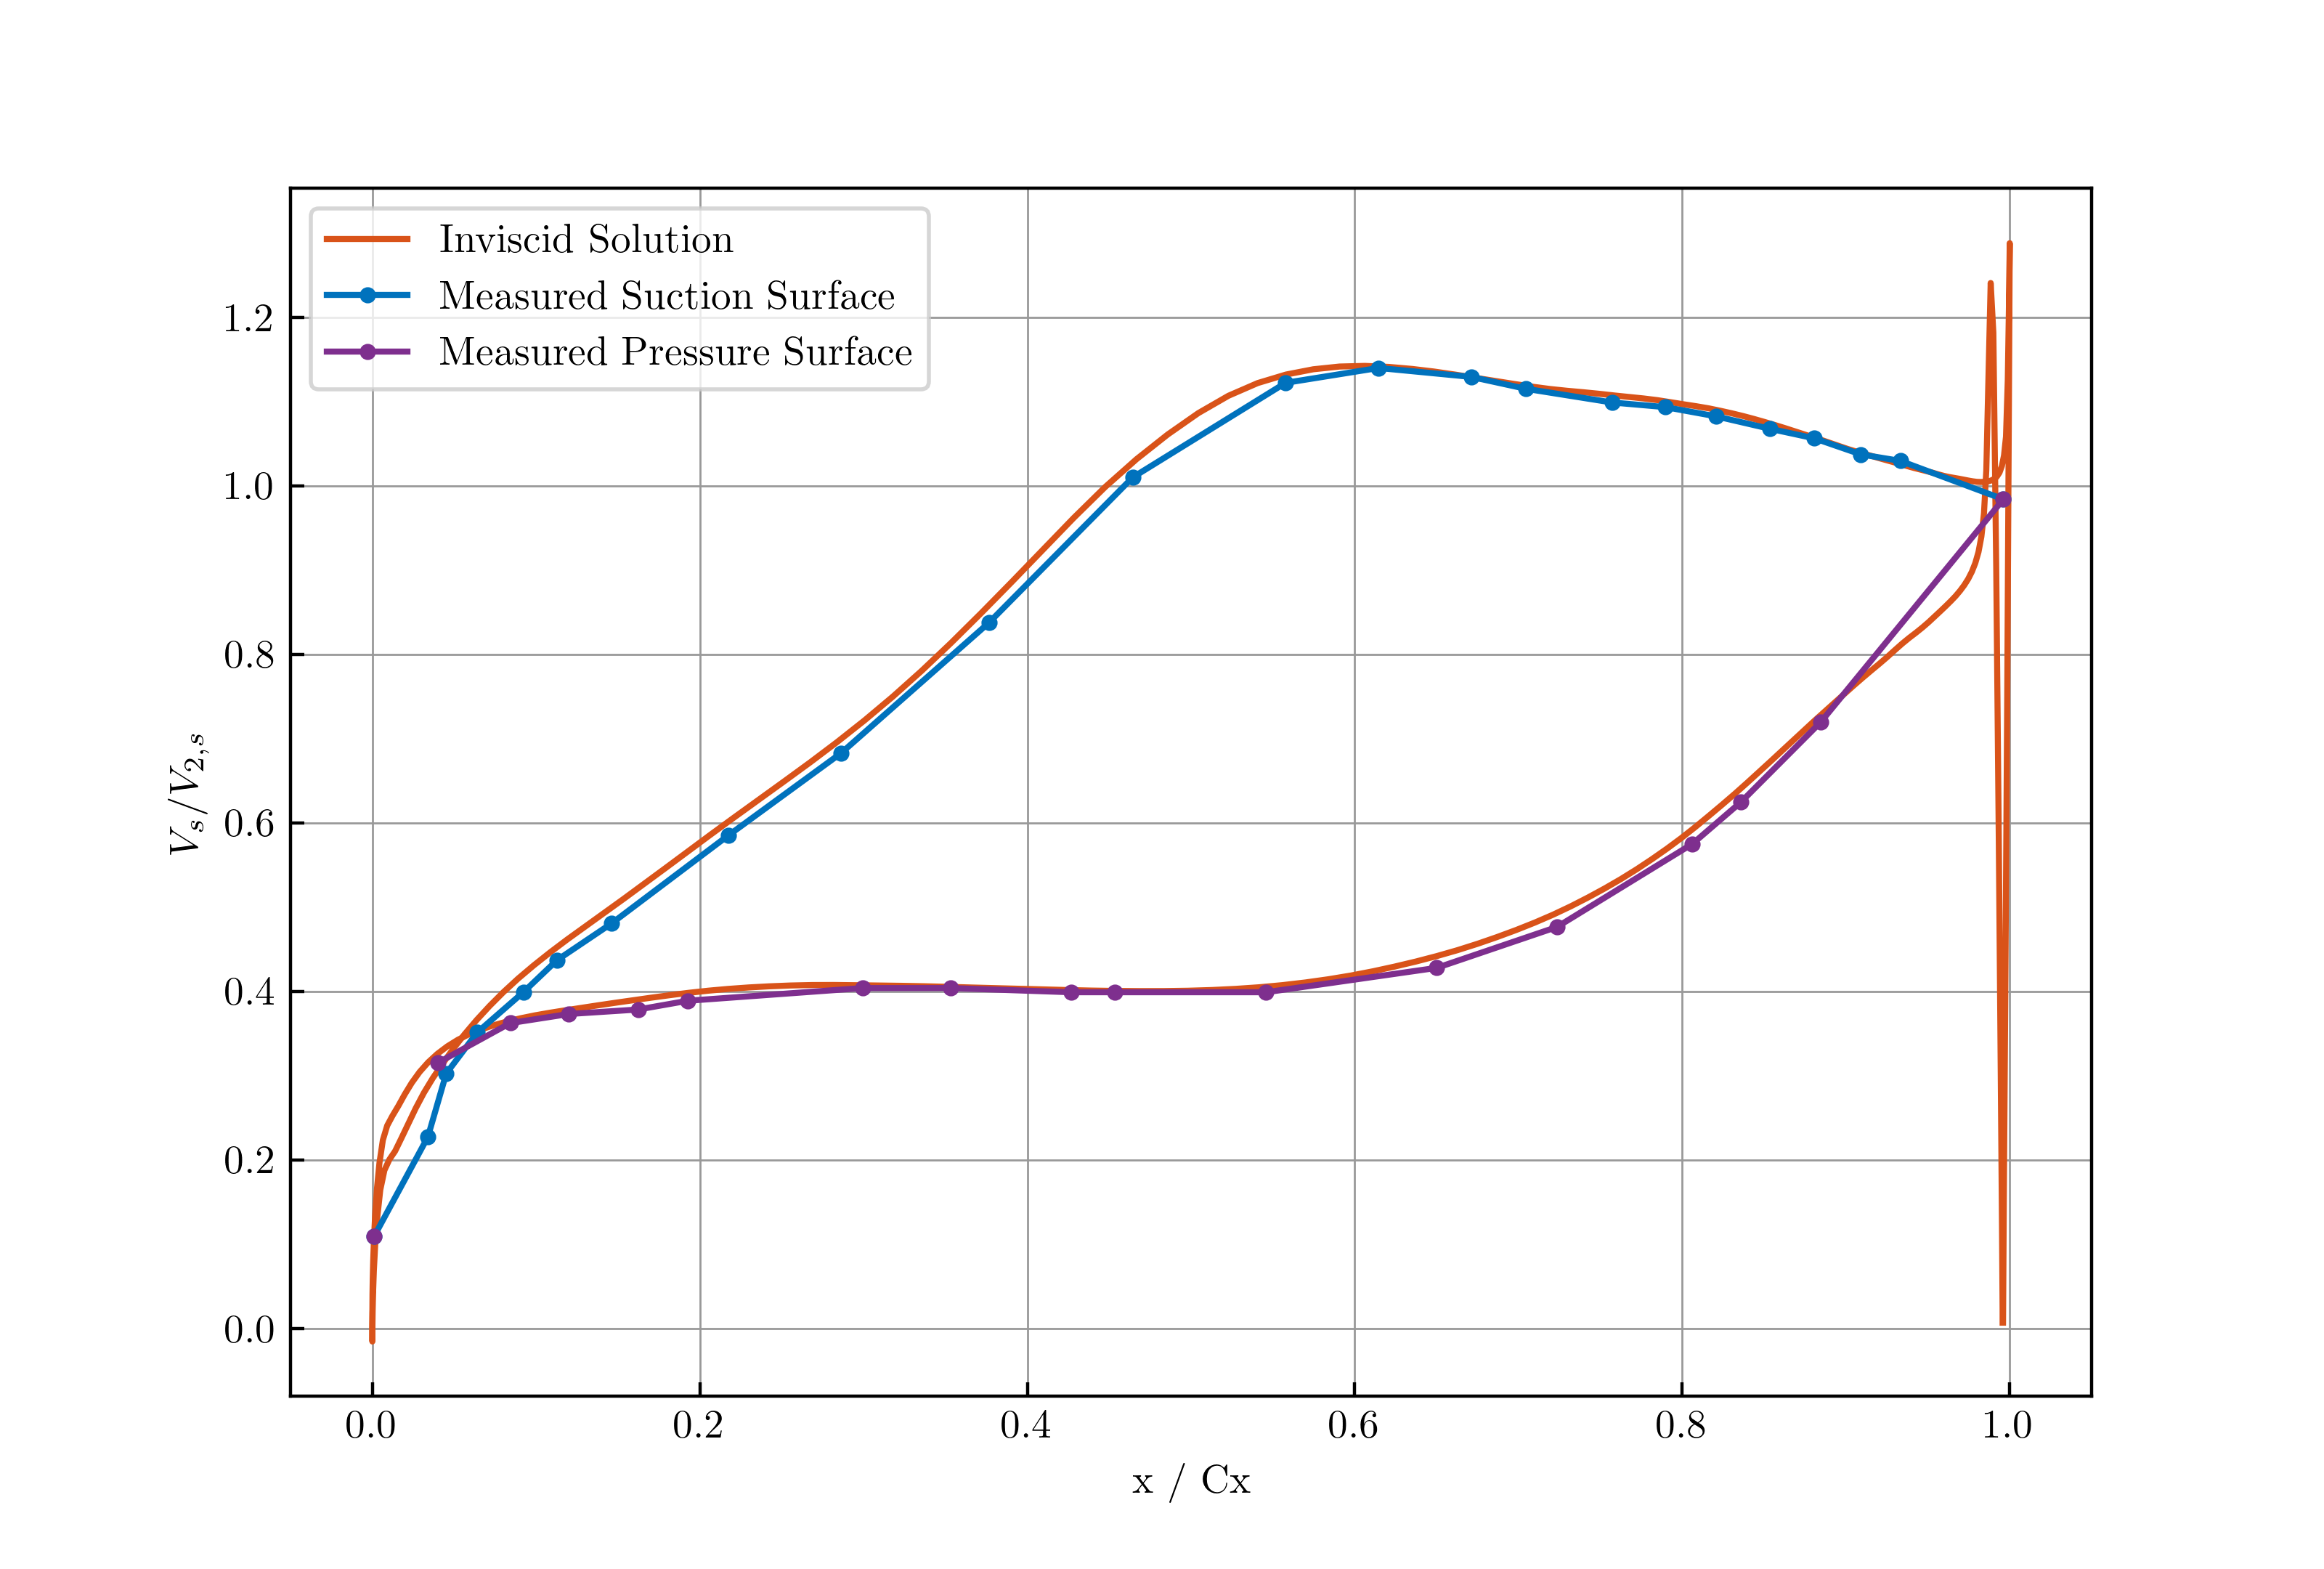 Inviscid Solution
Measured Suction Surface
Measured Pressure Surface
1.2
1.0
0.8
0.6
0.4
0.2
0.0
V_s/V_{2,s}
0.0 0.2 0.4 0.6 0.8 1.0
x / Cx